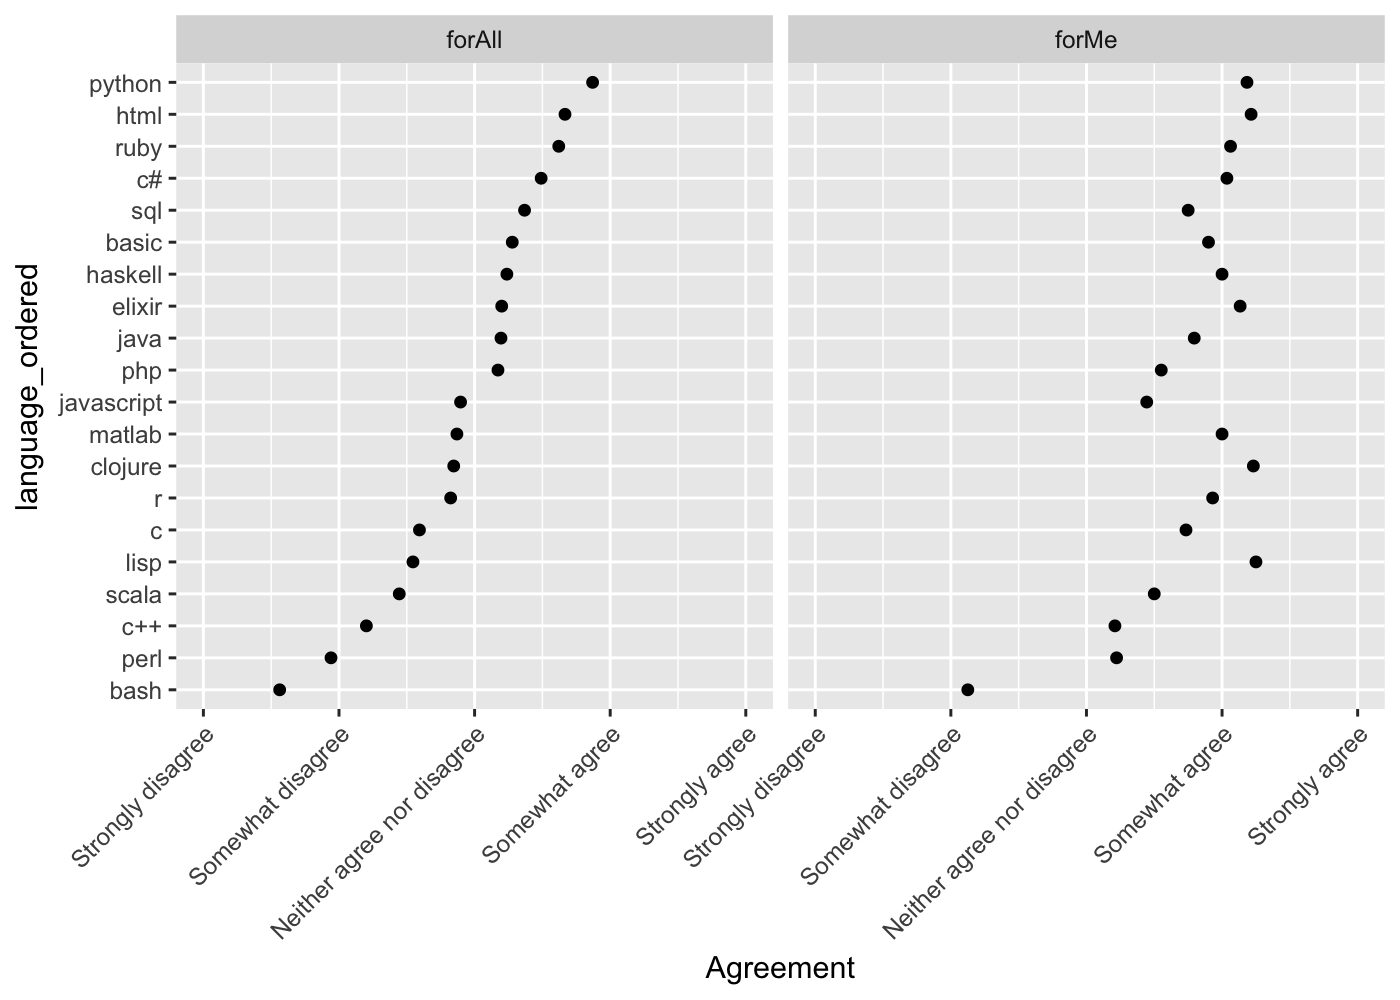 forAll
forMe
language_ordered
python
html
ruby
c#
sql
basic
haskell
elixir
java
php
javascript
matlab
clojure
r
c
lisp
scala
c++
perl
bash
Strongly disagree
Somewhat disagree
Neither agree nor disagree
Somewhat agree
Strongly agree
Strongly disagree
Somewhat disagree
Neither agree nor disagree
Somewhat agree
Strongly agree
Agreement